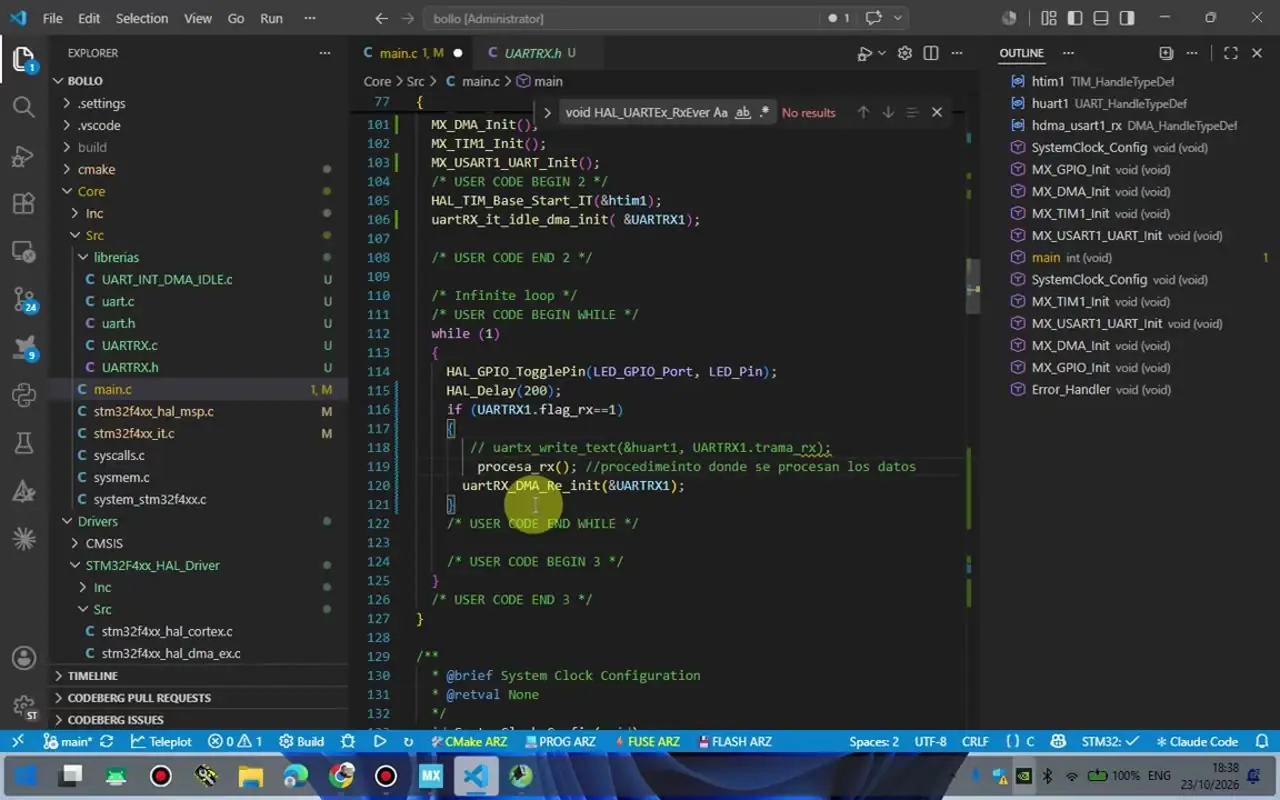 File Edit Selection View Go Run ··· bollo [Administrator] 1
EXPLORER ···
BOLLO
.settings
.vscode
build
cmake
Core
Inc
Src
librerias
UART_INT_DMA_IDLE.c U
uart.c U
uart.h U
UARTRX.c U
UARTRX.h U
main.c 1, M
stm32f4xx_hal_msp.c M
stm32f4xx_it.c M
syscalls.c
sysmem.c
system_stm32f4xx.c
Drivers
CMSIS
STM32F4xx_HAL_Driver
Inc
Src
stm32f4xx_hal_cortex.c
stm32f4xx_hal_dma_ex.c
TIMELINE
CODEBERG PULL REQUESTS
CODEBERG ISSUES
1
24
9
ST
C main.c 1, M C UARTRX.h U
Core > Src > C main.c > main
void HAL_UARTEx_RxEver Aa ab .* No results
77 {
101 MX_DMA_Init();
102 MX_TIM1_Init();
103 MX_USART1_UART_Init();
104 /* USER CODE BEGIN 2 */
105 HAL_TIM_Base_Start_IT(&htim1);
106 uartRX_it_idle_dma_init( &UARTRX1);
107
108 /* USER CODE END 2 */
109
110 /* Infinite loop */
111 /* USER CODE BEGIN WHILE */
112 while (1)
113 {
114 HAL_GPIO_TogglePin(LED_GPIO_Port, LED_Pin);
115 HAL_Delay(200);
116 if (UARTRX1.flag_rx==1)
117 {
118 // uartx_write_text(&huart1, UARTRX1.trama_rx);
119 procesa_rx(); //procedimeinto donde se procesan los datos
120 uartRX_DMA_Re_init(&UARTRX1);
121 }
122 /* USER CODE END WHILE */
123
124 /* USER CODE BEGIN 3 */
125 }
126 /* USER CODE END 3 */
127 }
128
129 /**
130 * @brief System Clock Configuration
131 * @retval None
132 */
OUTLINE ···
htim1 TIM_HandleTypeDef
huart1 UART_HandleTypeDef
hdma_usart1_rx DMA_HandleTypeDef
SystemClock_Config void (void)
MX_GPIO_Init void (void)
MX_DMA_Init void (void)
MX_TIM1_Init void (void)
MX_USART1_UART_Init void (void)
main int (void) 1
SystemClock_Config void (void)
MX_TIM1_Init void (void)
MX_USART1_UART_Init void (void)
MX_DMA_Init void (void)
MX_GPIO_Init void (void)
Error_Handler void (void)
main* Teleplot 0 1 Build CMake ARZ PROG ARZ FUSE ARZ FLASH ARZ Spaces: 2 UTF-8 CRLF { } C STM32: Claude Code
MX 100% ENG 18:38
23/10/2026